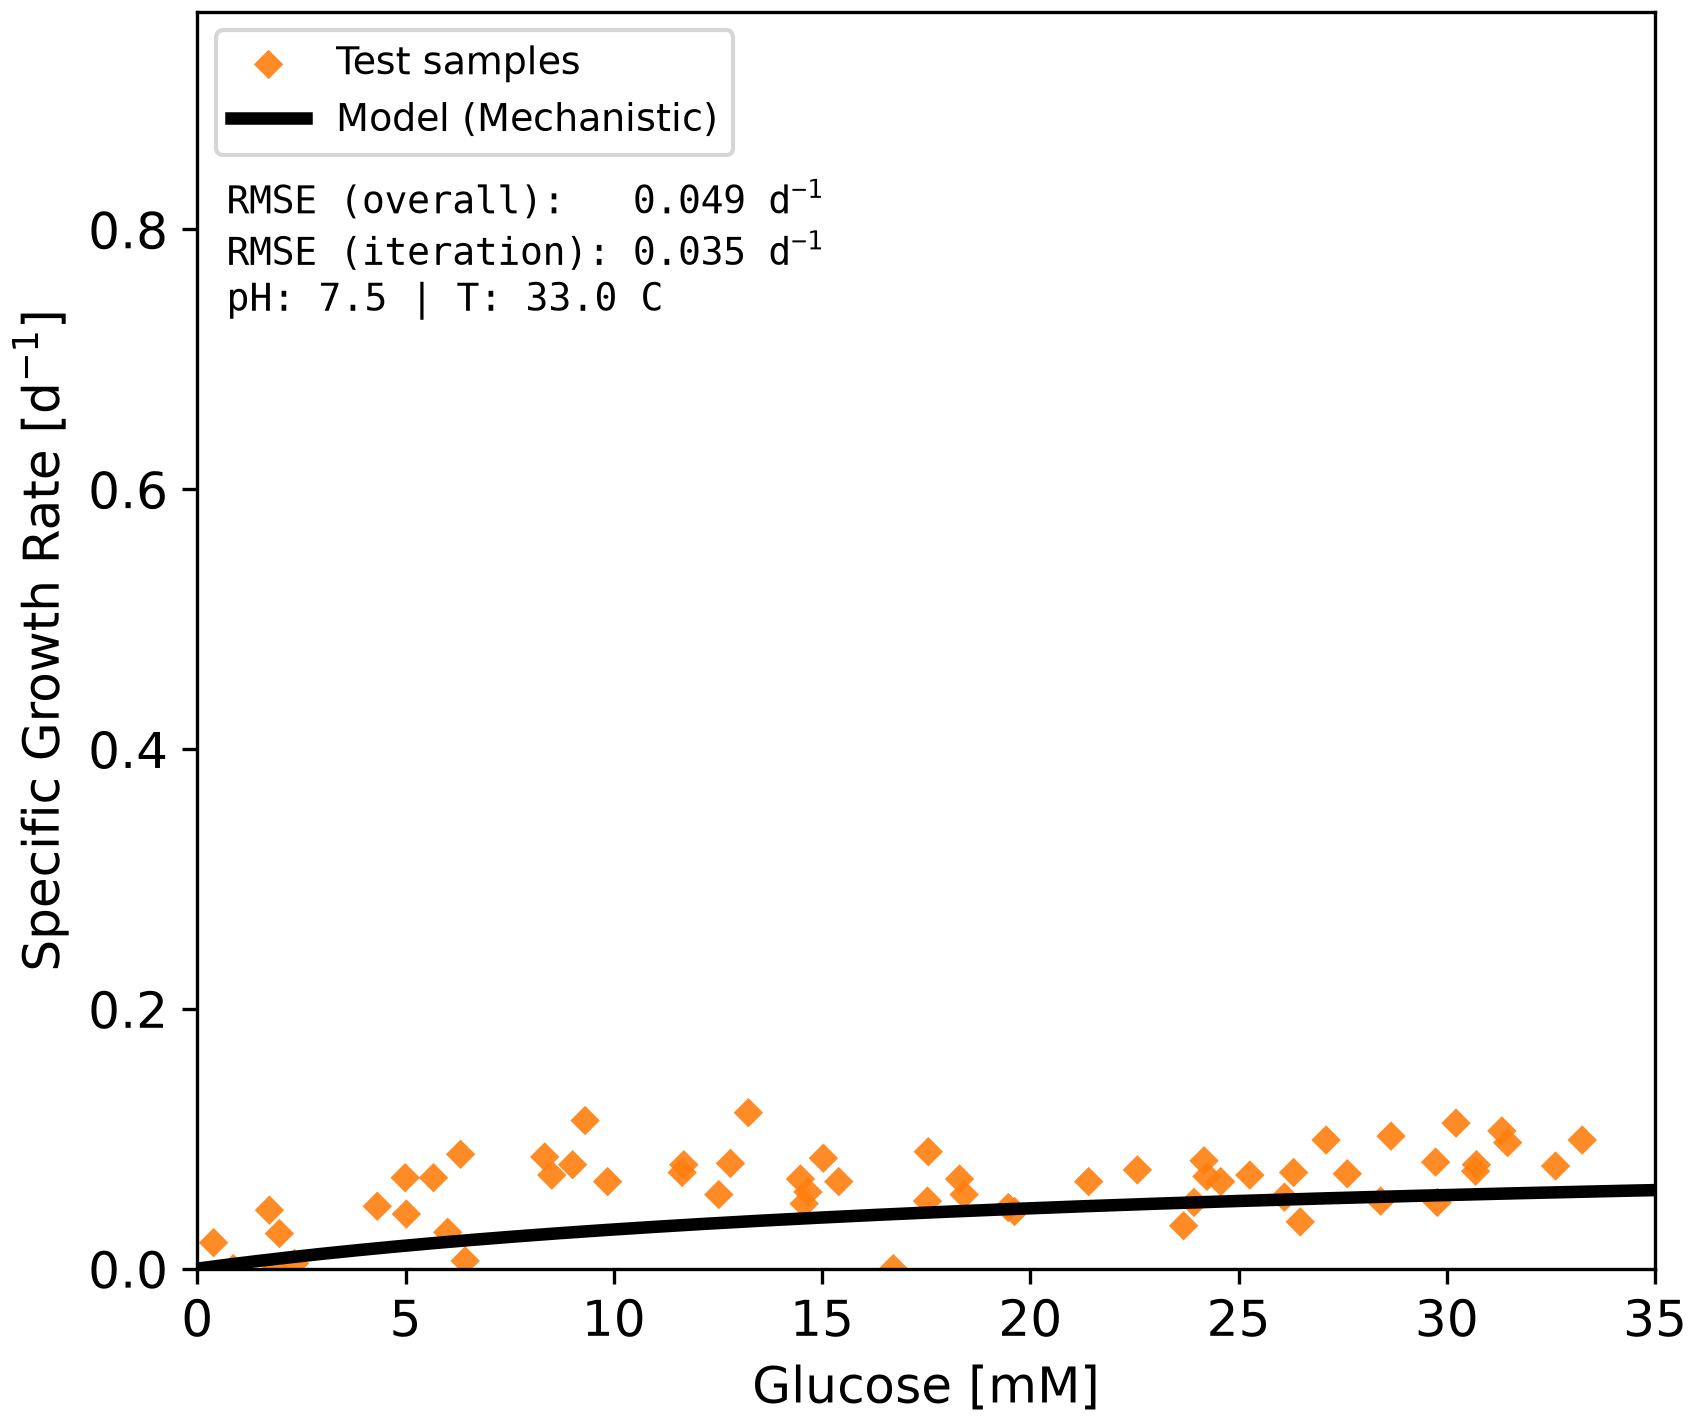 Test samples
Model (Mechanistic)
RMSE (overall):   0.049 d⁻¹
RMSE (iteration): 0.035 d⁻¹
pH: 7.5 | T: 33.0 C
Specific Growth Rate [d⁻¹]
0.8
0.6
0.4
0.2
0.0
0 5 10 15 20 25 30 35
Glucose [mM]